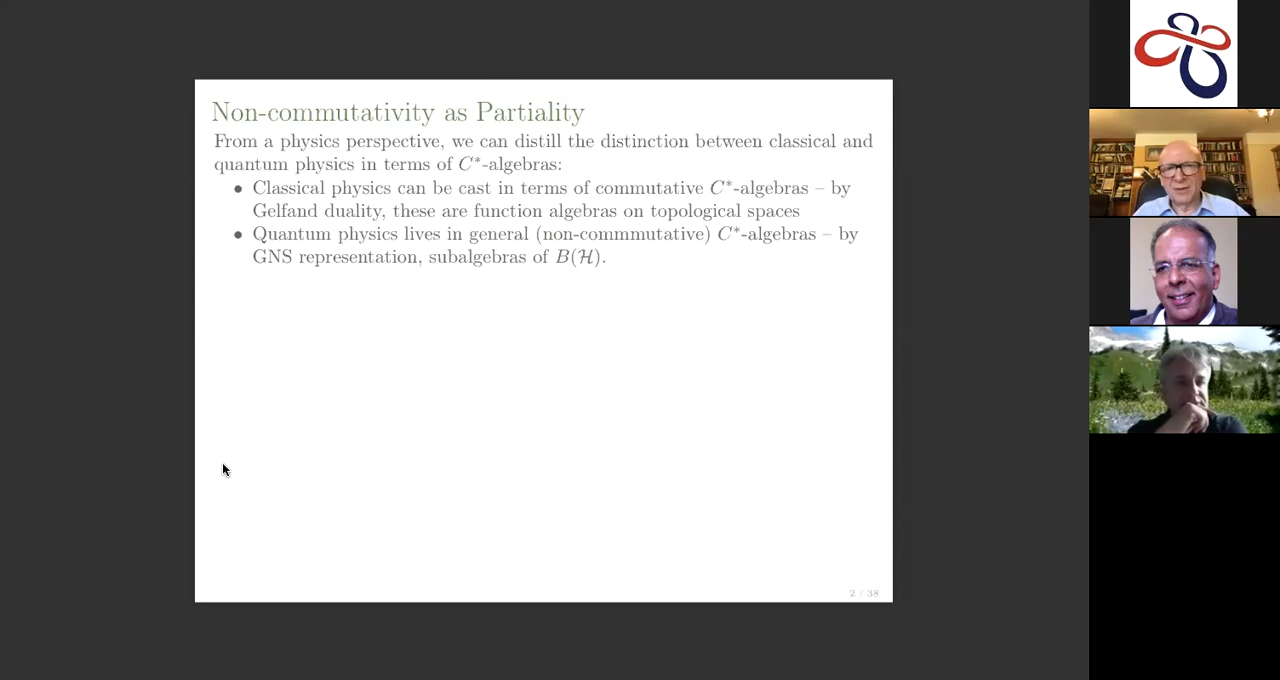 Non-commutativity as Partiality
From a physics perspective, we can distill the distinction between classical and
quantum physics in terms of C*-algebras:
• Classical physics can be cast in terms of commutative C*-algebras – by
Gelfand duality, these are function algebras on topological spaces
• Quantum physics lives in general (non-commmutative) C*-algebras – by
GNS representation, subalgebras of B(ℋ).
2 / 38